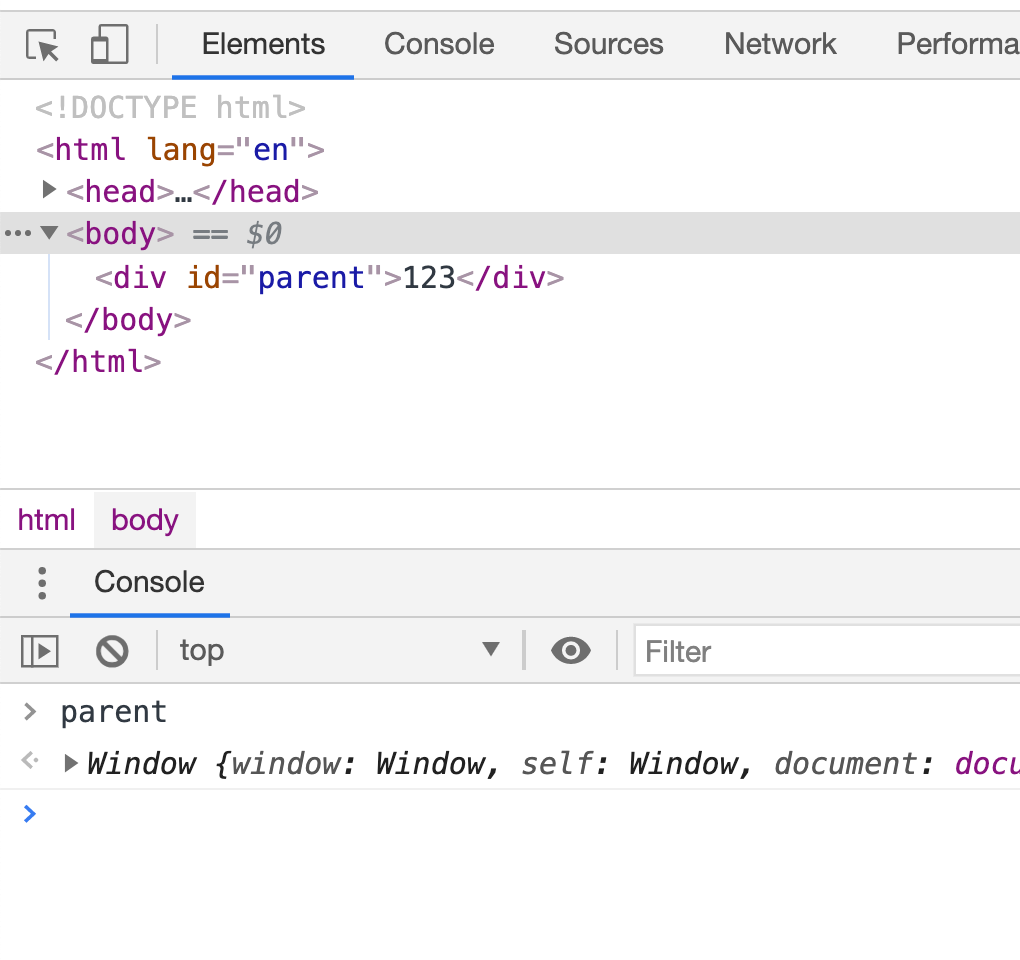 Elements Console Sources Network Performa
<!DOCTYPE html>
<html lang="en">
<head>…</head>
<body> == $0
<div id="parent">123</div>
</body>
</html>
html body
Console
top Filter
parent
Window {window: Window, self: Window, document: docu